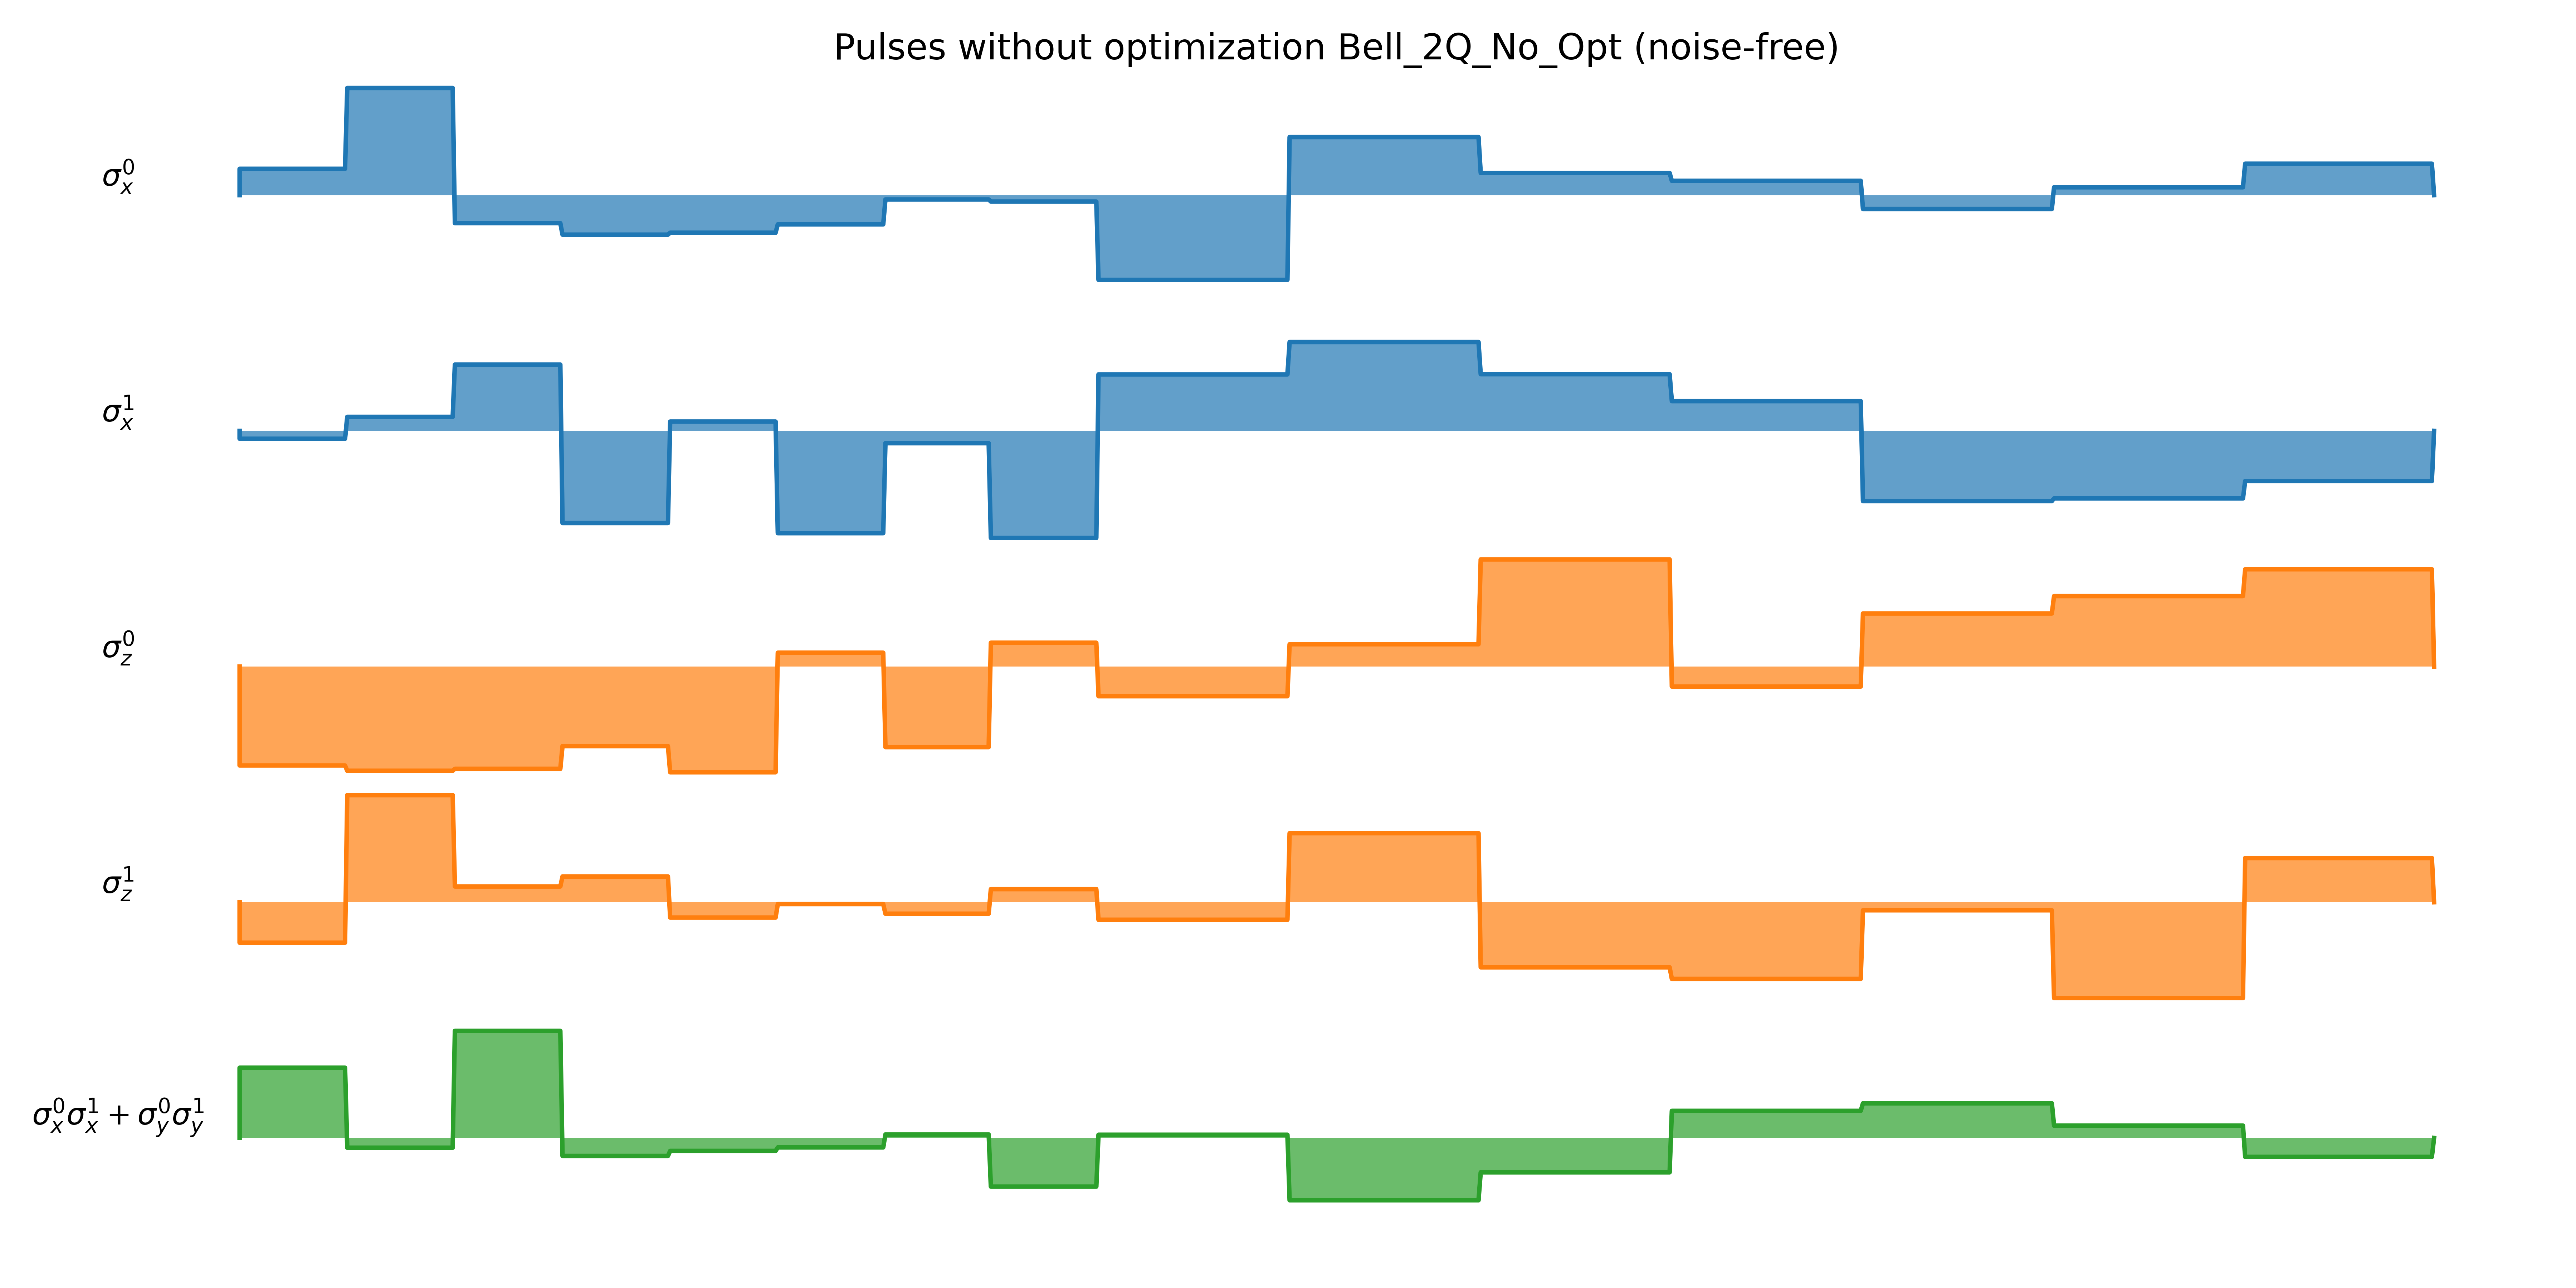 Pulses without optimization Bell_2Q_No_Opt (noise-free)
σ_x^0
σ_x^1
σ_z^0
σ_z^1
σ_x^0σ_x^1 + σ_y^0σ_y^1